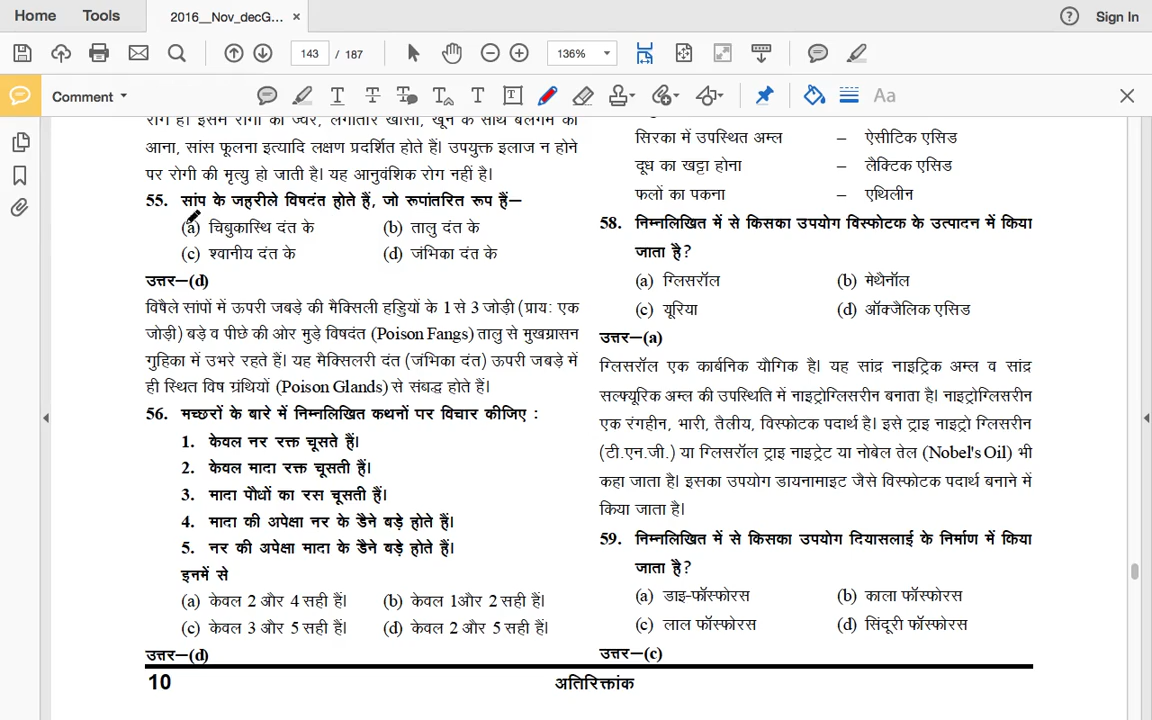 Home Tools 2016__Nov_decG... × ? Sign In
143 / 187 136%
Comment Aa
रोग है। इसमें रोगी को ज्वर, लगातार खांसी, खून के साथ बलगम का
आना, सांस फूलना इत्यादि लक्षण प्रदर्शित होते हैं। उपयुक्त इलाज न होने
पर रोगी की मृत्यु हो जाती है। यह आनुवंशिक रोग नहीं है।
55. सांप के जहरीले विषदंत होते हैं, जो रूपांतरित रूप हैं–
(a) चिबुकास्थि दंत के (b) तालु दंत के
(c) श्वानीय दंत के (d) जंभिका दंत के
उत्तर–(d)
विषैले सांपों में ऊपरी जबड़े की मैक्सिली हड्डियों के 1 से 3 जोड़ी (प्रायः एक
जोड़ी) बड़े व पीछे की ओर मुड़े विषदंत (Poison Fangs) तालु से मुखग्रासन
गुहिका में उभरे रहते हैं। यह मैक्सिलरी दंत (जंभिका दंत) ऊपरी जबड़े में
ही स्थित विष ग्रंथियों (Poison Glands) से संबद्ध होते हैं।
56. मच्छरों के बारे में निम्नलिखित कथनों पर विचार कीजिए :
1. केवल नर रक्त चूसते हैं।
2. केवल मादा रक्त चूसती हैं।
3. मादा पौधों का रस चूसती हैं।
4. मादा की अपेक्षा नर के डैने बड़े होते हैं।
5. नर की अपेक्षा मादा के डैने बड़े होते हैं।
इनमें से
(a) केवल 2 और 4 सही हैं। (b) केवल 1और 2 सही हैं।
(c) केवल 3 और 5 सही हैं। (d) केवल 2 और 5 सही हैं।
उत्तर–(d)
सिरका में उपस्थित अम्ल – ऐसीटिक एसिड
दूध का खट्टा होना – लैक्टिक एसिड
फलों का पकना – एथिलीन
58. निम्नलिखित में से किसका उपयोग विस्फोटक के उत्पादन में किया
जाता है?
(a) ग्लिसरॉल (b) मेथैनॉल
(c) यूरिया (d) ऑक्जैलिक एसिड
उत्तर–(a)
ग्लिसरॉल एक कार्बनिक यौगिक है। यह सांद्र नाइट्रिक अम्ल व सांद्र
सल्फ्यूरिक अम्ल की उपस्थिति में नाइट्रोग्लिसरीन बनाता है। नाइट्रोग्लिसरीन
एक रंगहीन, भारी, तैलीय, विस्फोटक पदार्थ है। इसे ट्राइ नाइट्रो ग्लिसरीन
(टी.एन.जी.) या ग्लिसरॉल ट्राइ नाइट्रेट या नोबेल तेल (Nobel's Oil) भी
कहा जाता है। इसका उपयोग डायनामाइट जैसे विस्फोटक पदार्थ बनाने में
किया जाता है।
59. निम्नलिखित में से किसका उपयोग दियासलाई के निर्माण में किया
जाता है?
(a) डाइ-फॉस्फोरस (b) काला फॉस्फोरस
(c) लाल फॉस्फोरस (d) सिंदूरी फॉस्फोरस
उत्तर–(c)
10 अतिरिक्तांक